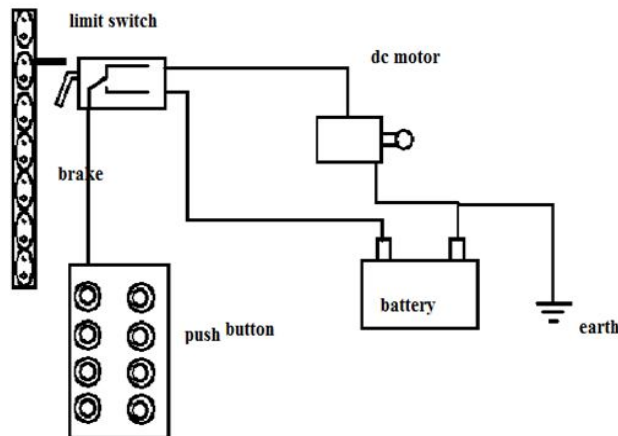 limit switch
dc motor
brake
push button
battery
earth